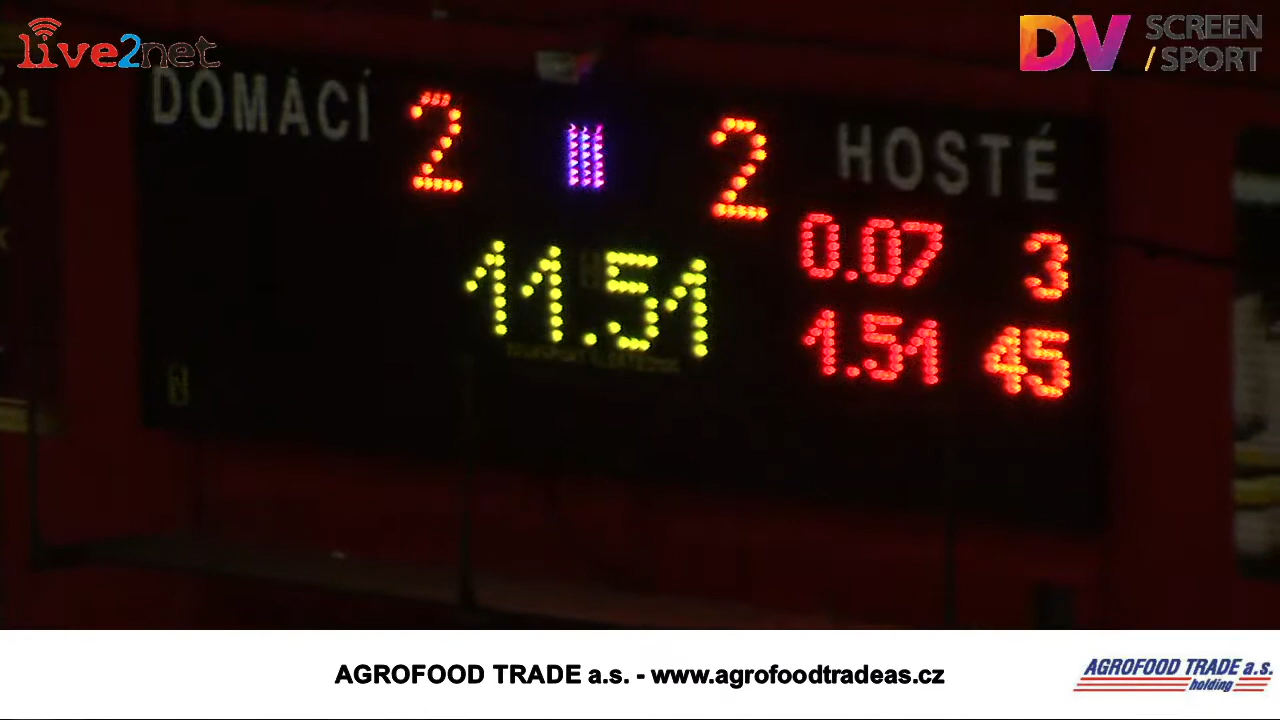 live2net
DV SCREEN
/SPORT
DOMÁCÍ 2 III 2 HOSTÉ
11.51
0.07 3
1.51 45
AGROFOOD TRADE a.s. - www.agrofoodtradeas.cz
AGROFOOD TRADE a.s.
holding